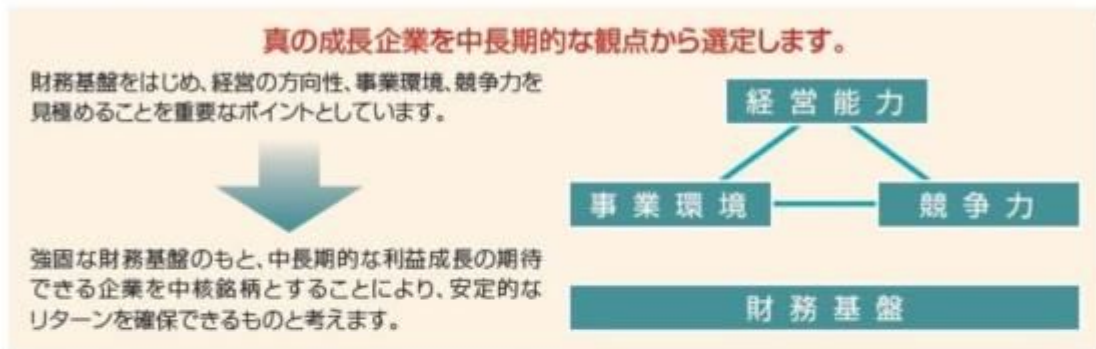 真の成長企業を中長期的な観点から選定します。
財務基盤をはじめ、経営の方向性、事業環境、競争力を
見極めることを重要なポイントとしています。
強固な財務基盤のもと、中長期的な利益成長の期待
できる企業を中核銘柄とすることにより、安定的な
リターンを確保できるものと考えます。
経営能力
事業環境
競争力
財務基盤